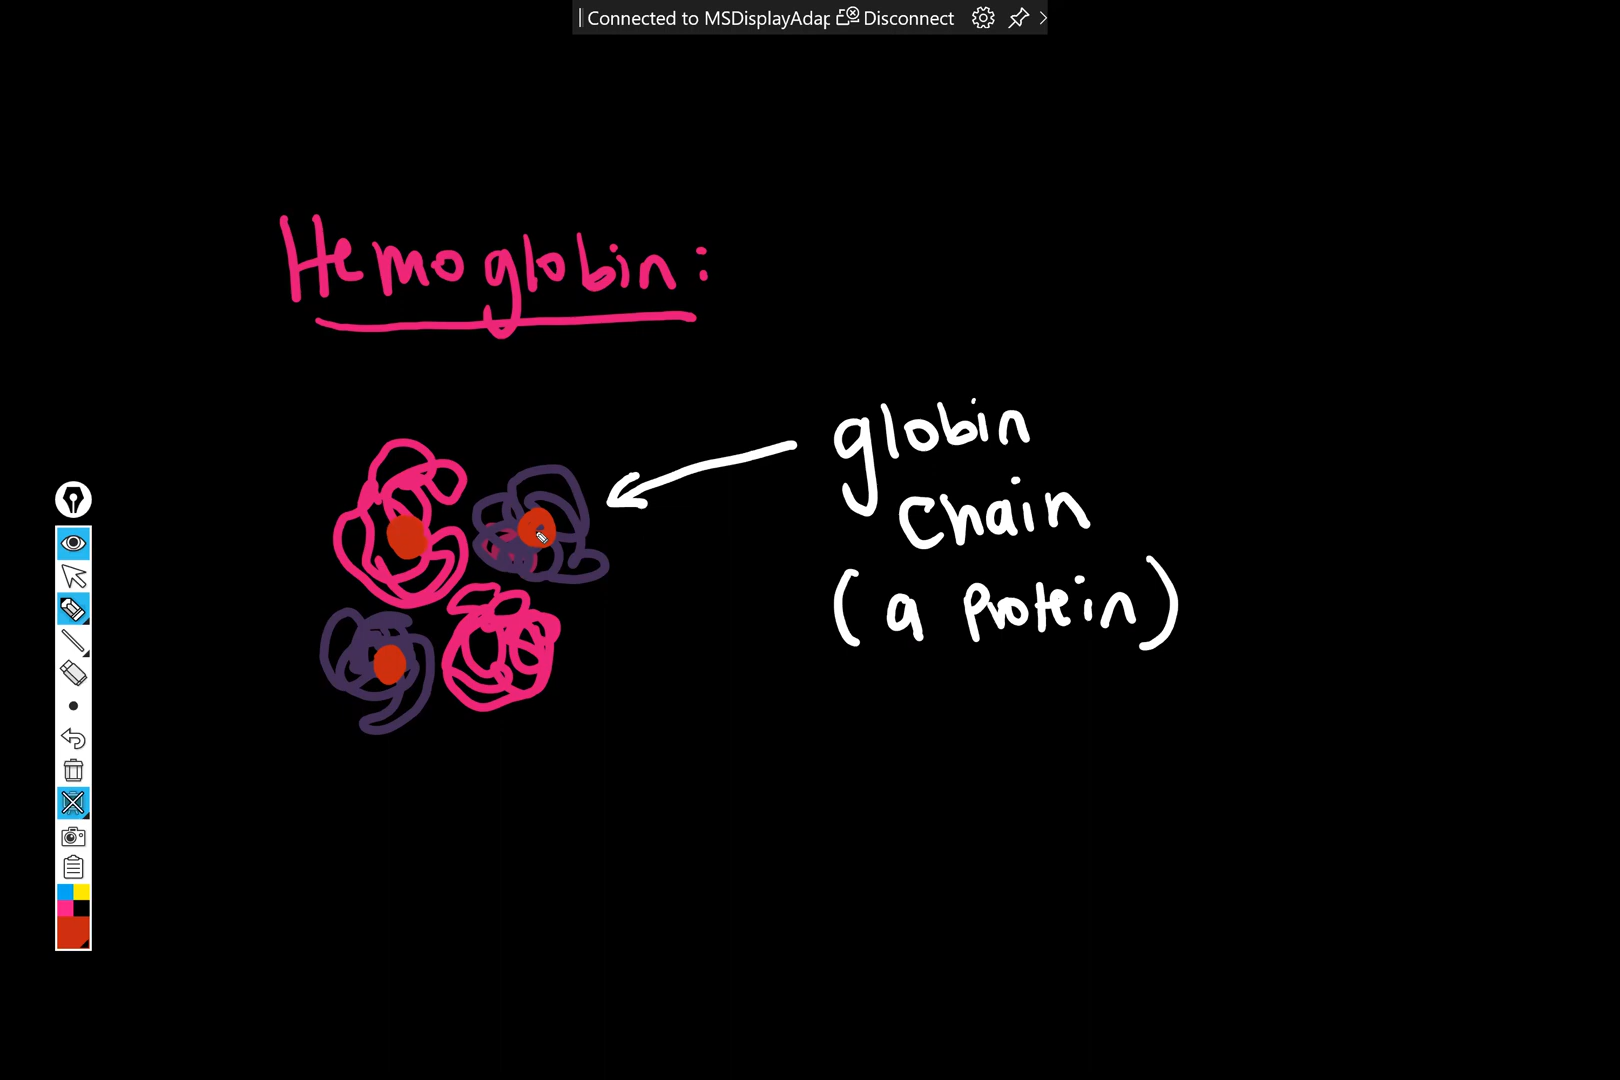 Connected to MSDisplayAdap Disconnect
Hemoglobin:
globin
Chain
(a Protein)